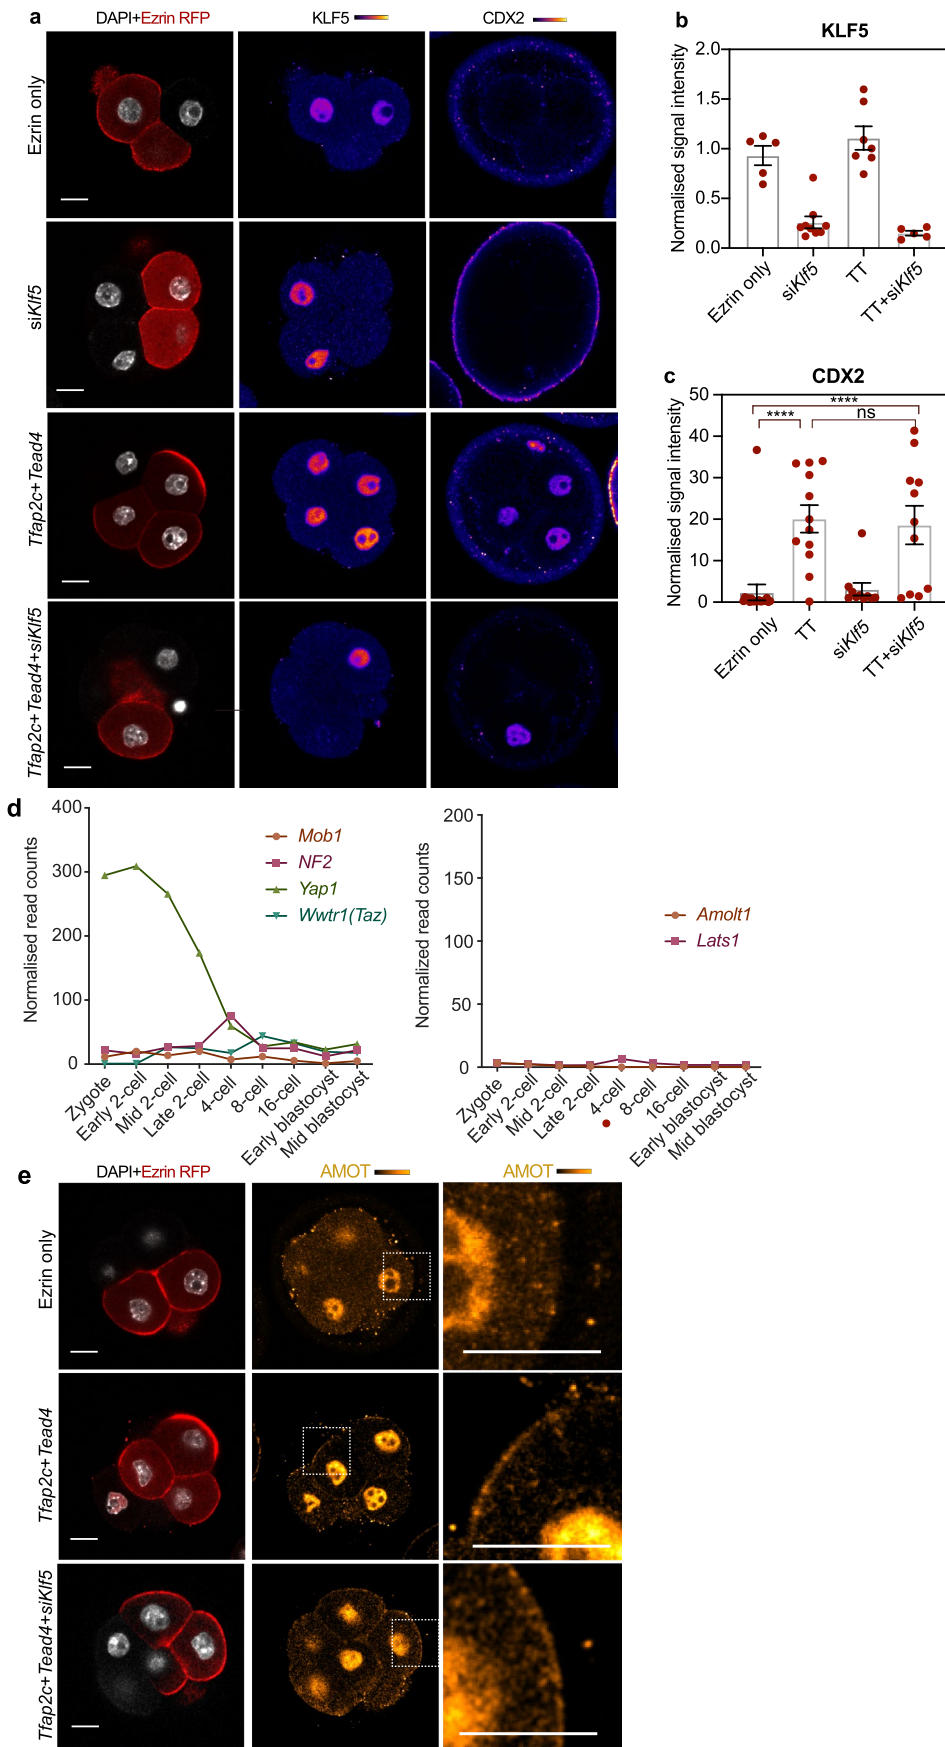 a
DAPI+Ezrin RFP
KLF5
CDX2
Ezrin only
siKlf5
Tfap2c+Tead4
Tfap2c+Tead4+siKlf5
b
KLF5
Normalised signal intensity
2.0
1.5
1.0
0.5
0.0
Ezrin only
siKlf5
TT
TT+siKlf5
c
CDX2
Normalised signal intensity
50
40
30
20
10
0
****
****
ns
Ezrin only
TT
siKlf5
TT+siKlf5
d
Normalised read counts
400
300
200
100
0
Mob1
NF2
Yap1
Wwtr1(Taz)
Zygote
Early 2-cell
Mid 2-cell
Late 2-cell
4-cell
8-cell
16-cell
Early blastocyst
Mid blastocyst
Normalized read counts
200
150
100
50
0
Amolt1
Lats1
Zygote
Early 2-cell
Mid 2-cell
Late 2-cell
4-cell
8-cell
16-cell
Early blastocyst
Mid blastocyst
e
DAPI+Ezrin RFP
AMOT
AMOT
Ezrin only
Tfap2c+Tead4
Tfap2c+Tead4+siKlf5